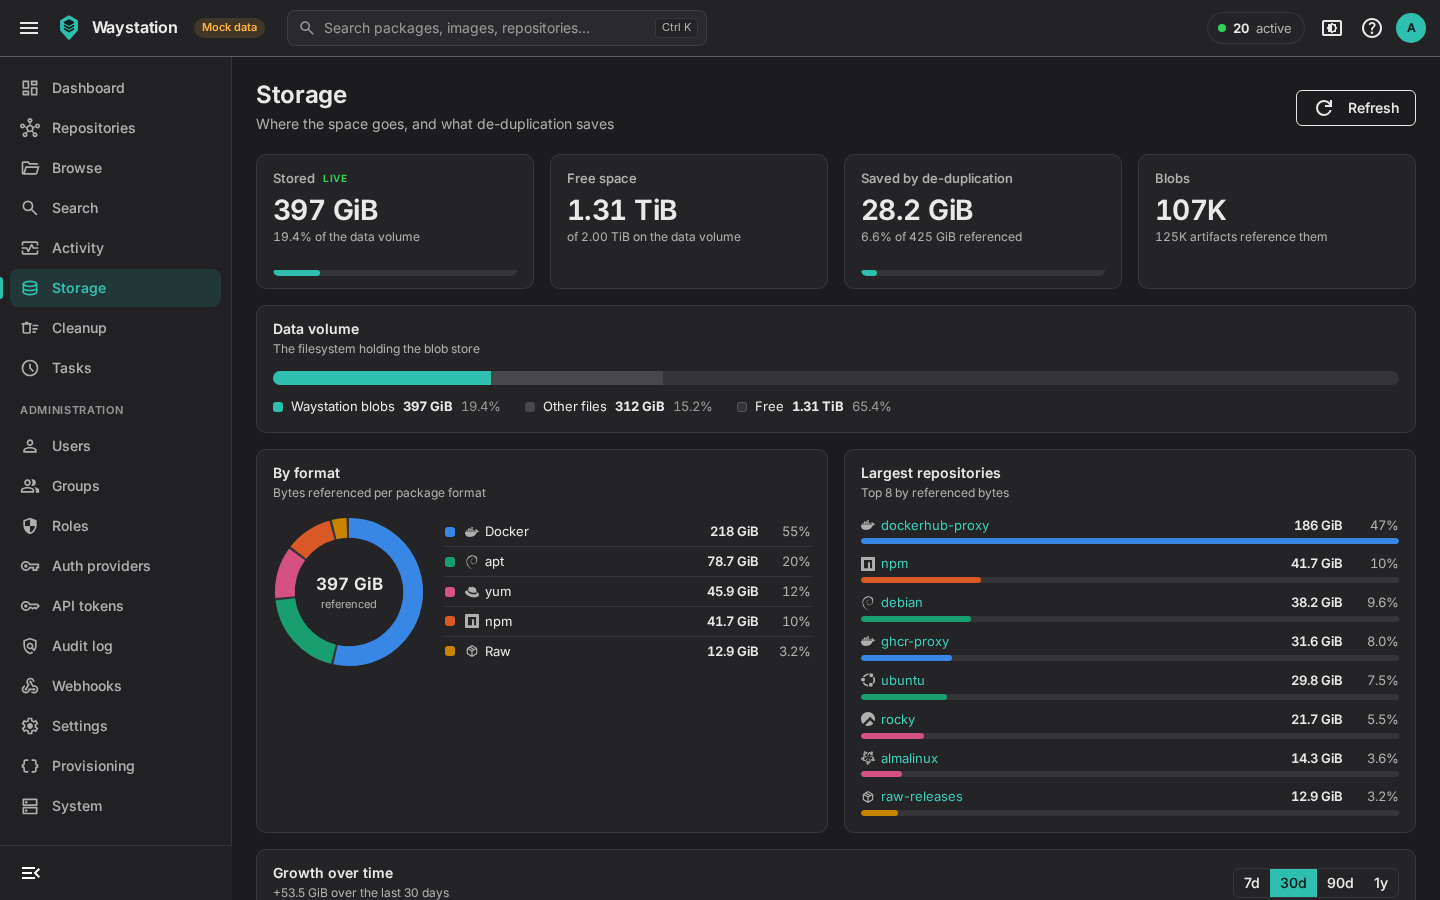 Waystation
Mock data
Search packages, images, repositories...
Ctrl K
20 active
A
Dashboard
Repositories
Browse
Search
Activity
Storage
Cleanup
Tasks
ADMINISTRATION
Users
Groups
Roles
Auth providers
API tokens
Audit log
Webhooks
Settings
Provisioning
System
Storage
Where the space goes, and what de-duplication saves
Refresh
Stored LIVE
397 GiB
19.4% of the data volume
Free space
1.31 TiB
of 2.00 TiB on the data volume
Saved by de-duplication
28.2 GiB
6.6% of 425 GiB referenced
Blobs
107K
125K artifacts reference them
Data volume
The filesystem holding the blob store
Waystation blobs 397 GiB 19.4% Other files 312 GiB 15.2% Free 1.31 TiB 65.4%
By format
Bytes referenced per package format
397 GiB
referenced
Docker 218 GiB 55%
apt 78.7 GiB 20%
yum 45.9 GiB 12%
npm 41.7 GiB 10%
Raw 12.9 GiB 3.2%
Largest repositories
Top 8 by referenced bytes
dockerhub-proxy 186 GiB 47%
npm 41.7 GiB 10%
debian 38.2 GiB 9.6%
ghcr-proxy 31.6 GiB 8.0%
ubuntu 29.8 GiB 7.5%
rocky 21.7 GiB 5.5%
almalinux 14.3 GiB 3.6%
raw-releases 12.9 GiB 3.2%
Growth over time
+53.5 GiB over the last 30 days
7d 30d 90d 1y